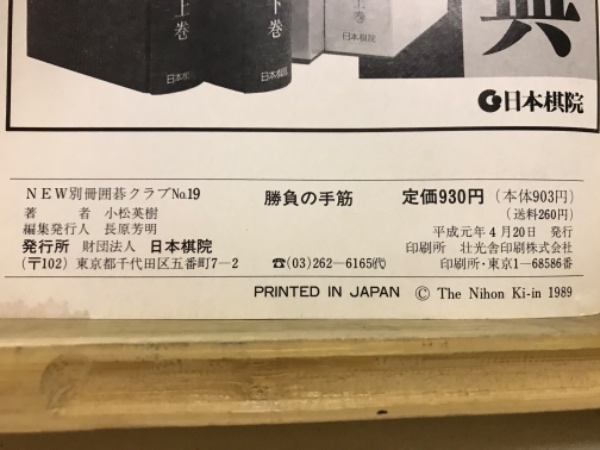 上巻
日本棋
下巻
日本棋院
上巻
日本棋院
典
日本棋院
NEW別冊囲碁クラブNo.19
勝負の手筋
定価930円(本体903円)
(送料260円)
著者 小松英樹
編集発行人 長原芳明
平成元年4月20日 発行
発行所 財団法人 日本棋院
印刷所 壮光舎印刷株式会社
(〒102) 東京都千代田区五番町7−2
☎(03)262−6165㈹
印刷所・東京1−68586番
PRINTED IN JAPAN © The Nihon Ki-in 1989